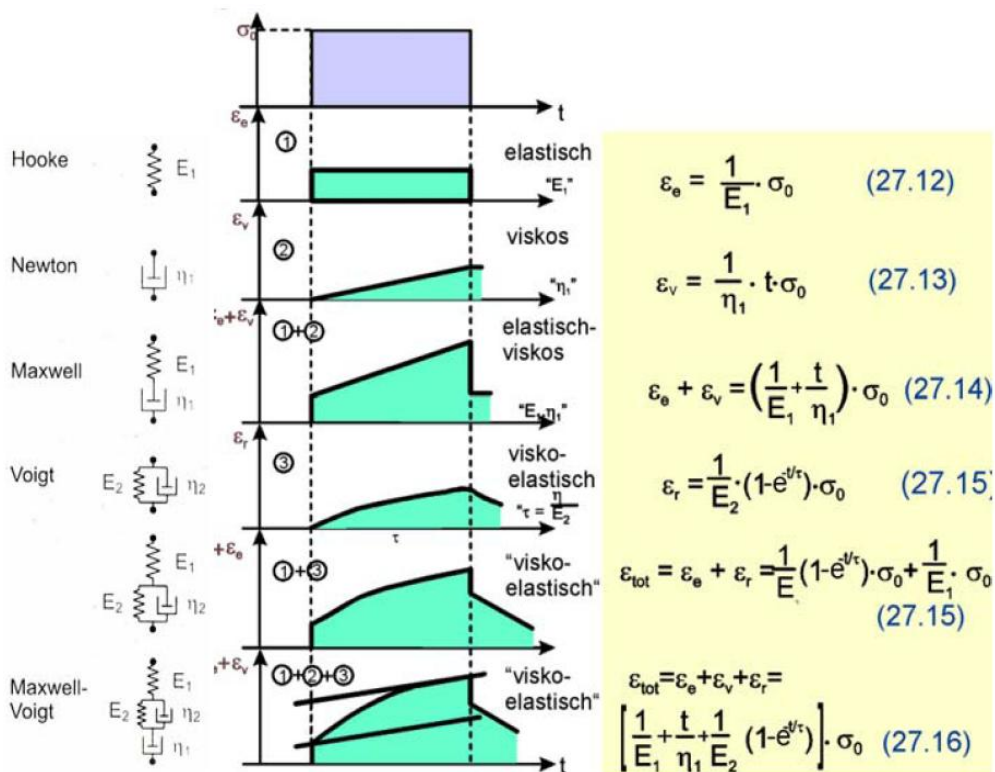 σ₀
t
εₑ
①
Hooke
E₁
elastisch
"E₁"
εₑ = 1/E₁ · σ₀ (27.12)
εᵥ
②
Newton
η₁
viskos
"η₁"
εᵥ = 1/η₁ · t·σ₀ (27.13)
ₑ+εᵥ
①+②
Maxwell
E₁
η₁
elastisch-
viskos
"E₁,η₁"
εₑ + εᵥ = (1/E₁ + t/η₁) · σ₀ (27.14)
εᵣ
③
Voigt
E₂
η₂
visko-
elastisch
"τ = η/E₂
τ
εᵣ = 1/E₂ · (1-e^-t/τ) · σ₀ (27.15)
+εₑ
①+③
E₁
E₂
η₂
"visko-
elastisch"
εtot = εₑ + εᵣ = 1/E (1-e^-t/τ) · σ₀ + 1/E₁ · σ₀
(27.15)
+εᵥ
①+②+③
Maxwell-
Voigt
E₁
E₂
η₂
η₁
"visko-
elastisch"
t
εtot=εₑ+εᵥ+εᵣ=
[1/E₁ + t/η₁ + 1/E₂ (1-e^-t/τ)] · σ₀ (27.16)